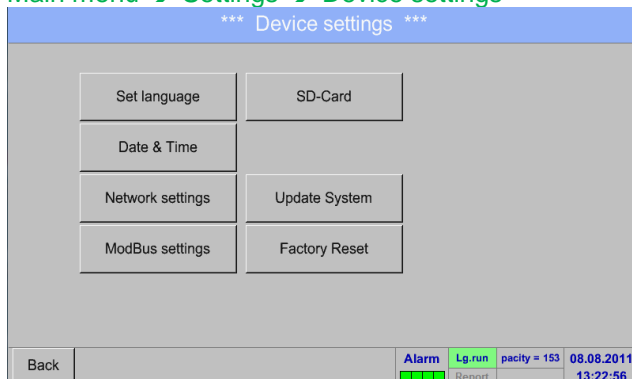 Main menu → Settings → Device settings
*** Device settings ***
Set language
SD-Card
Date & Time
Network settings
Update System
ModBus settings
Factory Reset
Back
Alarm
Lg.run
pacity = 153
08.08.2011
Report
13:22:56